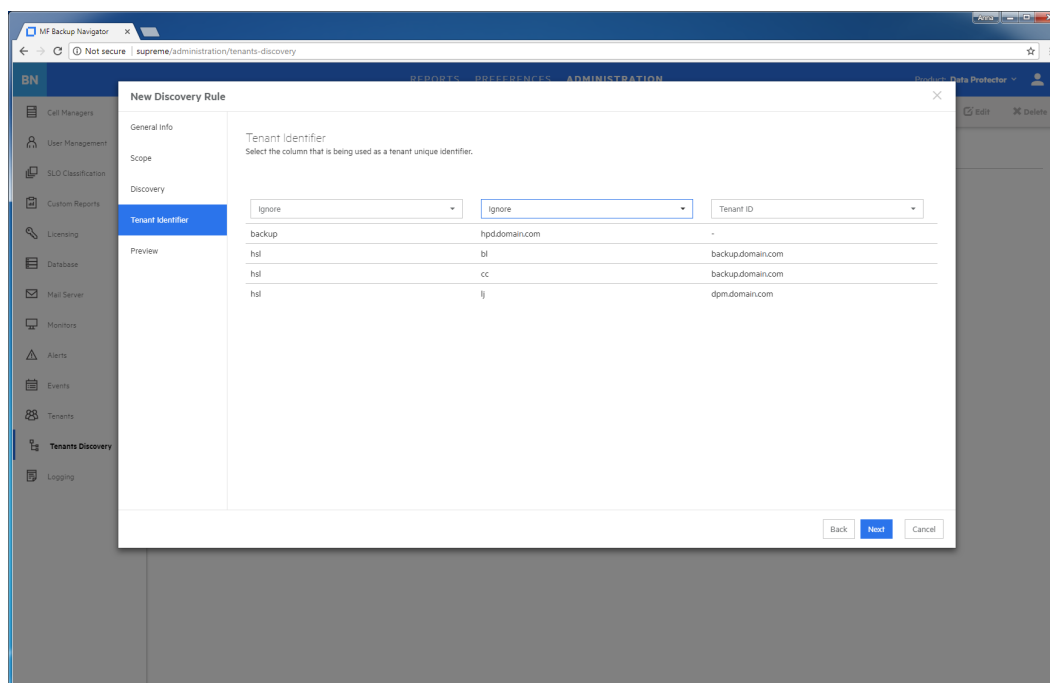 Anna
MF Backup Navigator
Not secure | supreme/administration/tenants-discovery
BN
REPORTS PREFERENCES ADMINISTRATION
Product: Data Protector
Edit Delete
Cell Managers
User Management
SLO Classification
Custom Reports
Licensing
Database
Mail Server
Monitors
Alerts
Events
Tenants
Tenants Discovery
Logging
New Discovery Rule
General Info
Scope
Discovery
Tenant Identifier
Preview
Tenant Identifier
Select the column that is being used as a tenant unique identifier.
Ignore Ignore Tenant ID
backup hpd.domain.com -
hsl bl backup.domain.com
hsl cc backup.domain.com
hsl lj dpm.domain.com
Back Next Cancel